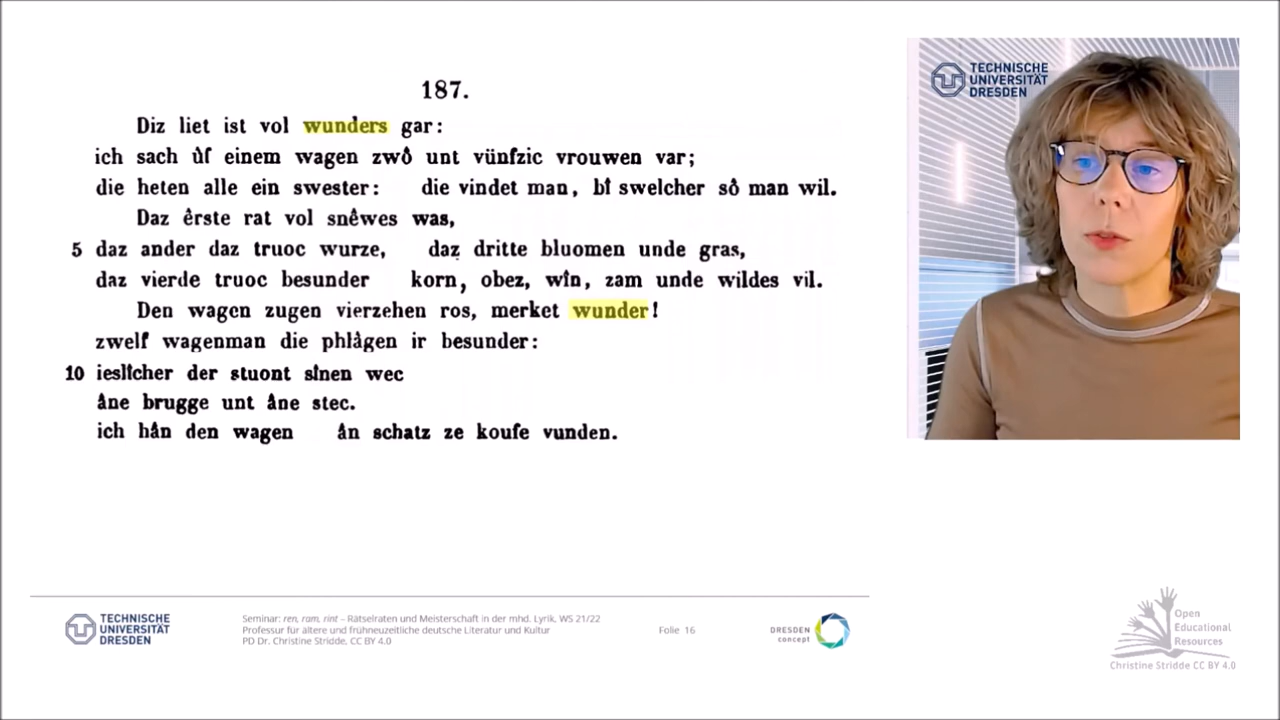 187.
Diz liet ist vol wunders gar:
ich sach ûf einem wagen zwô unt vünfzic vrouwen var;
die heten alle ein swester: die vindet man, bî swelcher sô man wil.
Daz êrste rat vol snêwes was,
5 daz ander daz truoc wurze, daz dritte bluomen unde gras,
daz vierde truoc besunder korn, obez, wîn, zam unde wildes vil.
Den wagen zugen vierzehen ros, merket wunder!
zwelf wagenman die phlâgen ir besunder:
10 ieslîcher der stuont sînen wec
âne brugge unt âne stec.
ich hân den wagen ân schatz ze koufe vunden.
TECHNISCHE
UNIVERSITÄT
DRESDEN
TECHNISCHE
UNIVERSITÄT
DRESDEN
Seminar: ren, ram, rint – Rätselraten und Meisterschaft in der mhd. Lyrik, WS 21/22
Professur für ältere und frühneuzeitliche deutsche Literatur und Kultur
PD Dr. Christine Stridde, CC BY 4.0
Folie 16
DRESDEN
concept
Open
Educational
Resources
Christine Stridde CC BY 4.0